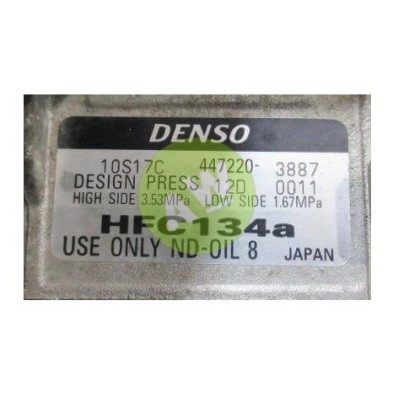 DENSO
10S17C 447220- 3887
DESIGN PRESS 12D 0011
HIGH SIDE 3.53MPa LOW SIDE 1.67MPa
HFC134a
USE ONLY ND-OIL 8 JAPAN